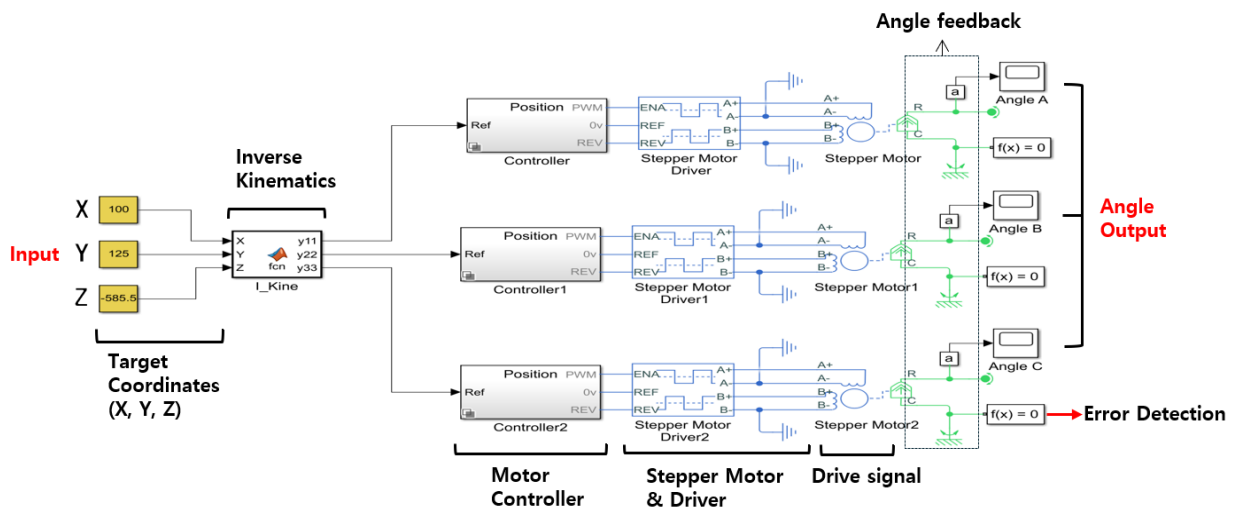 Angle feedback
Input
X
100
Y
125
Z
-585.5
Target
Coordinates
(X, Y, Z)
Inverse
Kinematics
X
Y
Z
fcn
y11
y22
y33
I_Kine
Ref
Position
PWM
0v
REV
Controller
ENA
REF
REV
A+
A-
B+
B-
Stepper Motor
Driver
A+
A-
B+
B-
Stepper Motor
R
C
a
Angle A
f(x) = 0
Ref
Position
PWM
0v
REV
Controller1
ENA
REF
REV
A+
A-
B+
B-
Stepper Motor
Driver1
A+
A-
B+
B-
Stepper Motor1
R
C
a
Angle B
f(x) = 0
Ref
Position
PWM
0v
REV
Controller2
ENA
REF
REV
A+
A-
B+
B-
Stepper Motor
Driver2
A+
A-
B+
B-
Stepper Motor2
R
C
a
Angle C
f(x) = 0
Angle
Output
Error Detection
Motor
Controller
Stepper Motor
& Driver
Drive signal